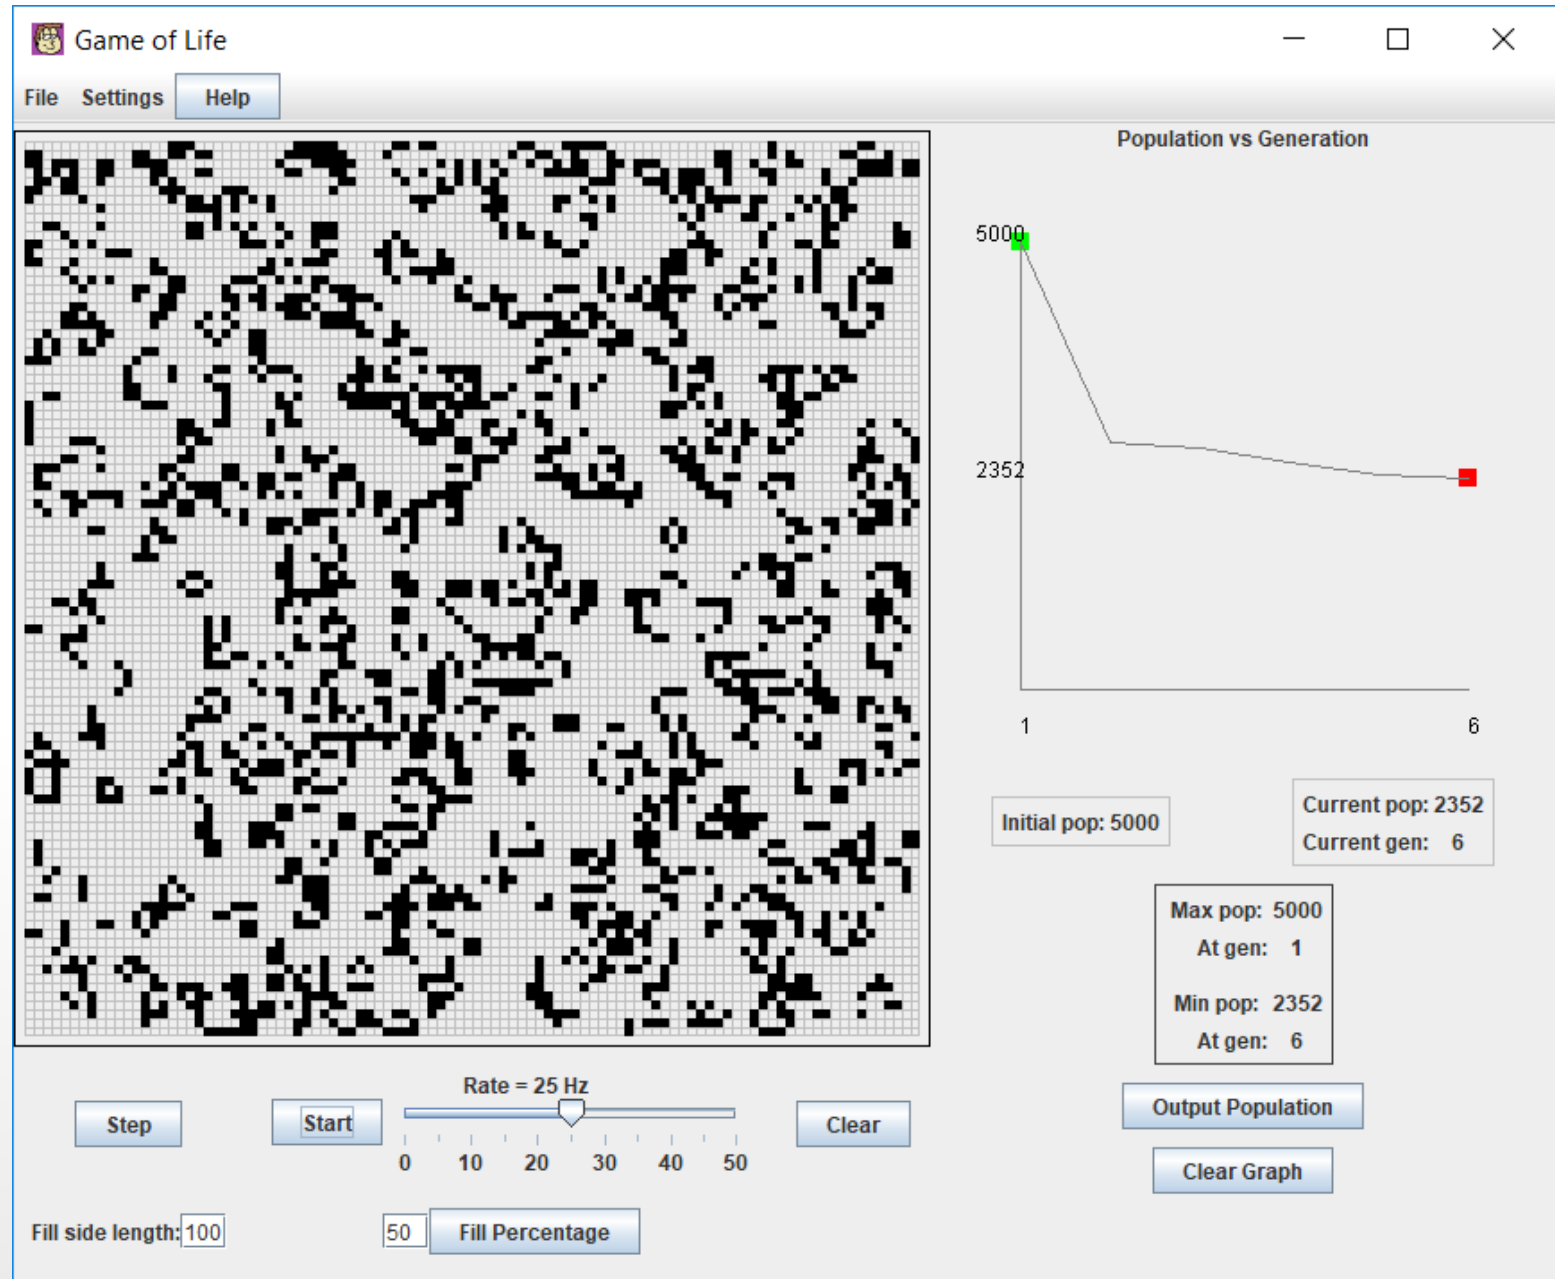 Game of Life
File Settings Help
Population vs Generation
5000
2352
1 6
Initial pop: 5000
Current pop: 2352
Current gen: 6
Max pop: 5000
At gen: 1
Min pop: 2352
At gen: 6
Output Population
Clear Graph
Rate = 25 Hz
Step Start Clear
0 10 20 30 40 50
Fill side length: 100 50 Fill Percentage